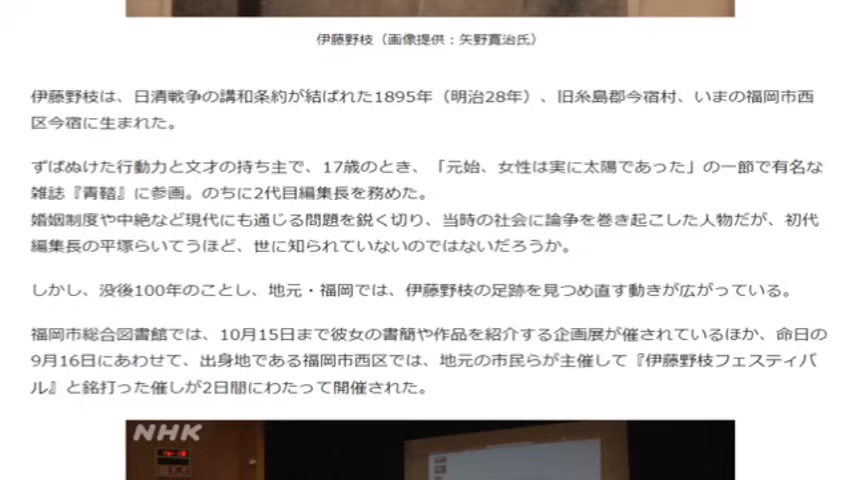 伊藤野枝（画像提供：矢野寛治氏）
伊藤野枝は、日清戦争の講和条約が結ばれた1895年（明治28年）、旧糸島郡今宿村、いまの福岡市西
区今宿に生まれた。
ずばぬけた行動力と文才の持ち主で、17歳のとき、「元始、女性は実に太陽であった」の一節で有名な
雑誌『青鞜』に参画。のちに2代目編集長を務めた。
婚姻制度や中絶など現代にも通じる問題を鋭く切り、当時の社会に論争を巻き起こした人物だが、初代
編集長の平塚らいてうほど、世に知られていないのではないだろうか。
しかし、没後100年のことし、地元・福岡では、伊藤野枝の足跡を見つめ直す動きが広がっている。
福岡市総合図書館では、10月15日まで彼女の書簡や作品を紹介する企画展が催されているほか、命日の
9月16日にあわせて、出身地である福岡市西区では、地元の市民らが主催して『伊藤野枝フェスティバ
ル』と銘打った催しが2日間にわたって開催された。
NHK